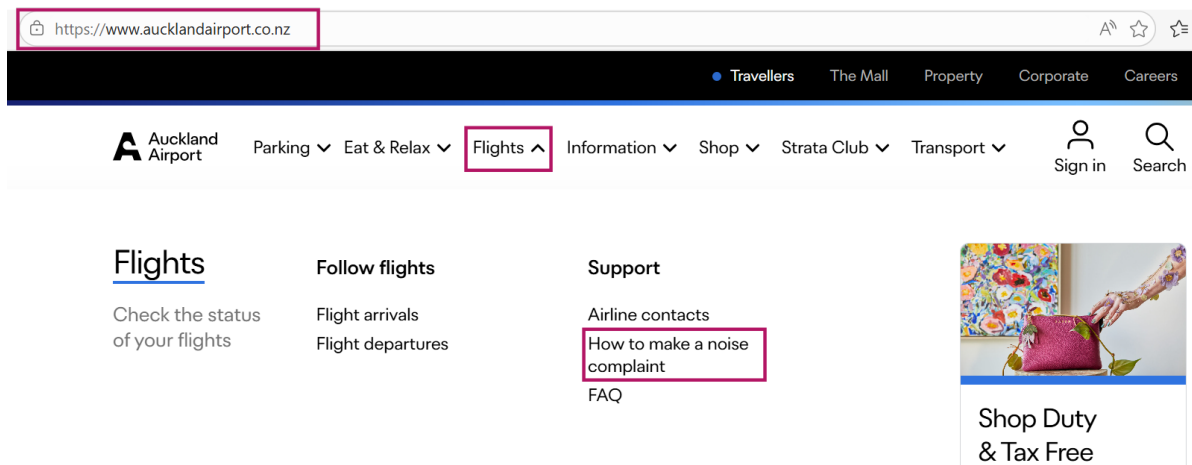 https://www.aucklandairport.co.nz
Travellers The Mall Property Corporate Careers
Auckland
Airport
Parking Eat & Relax Flights Information Shop Strata Club Transport
Sign in Search
Flights
Check the status
of your flights
Follow flights
Flight arrivals
Flight departures
Support
Airline contacts
How to make a noise
complaint
FAQ
Shop Duty
& Tax Free